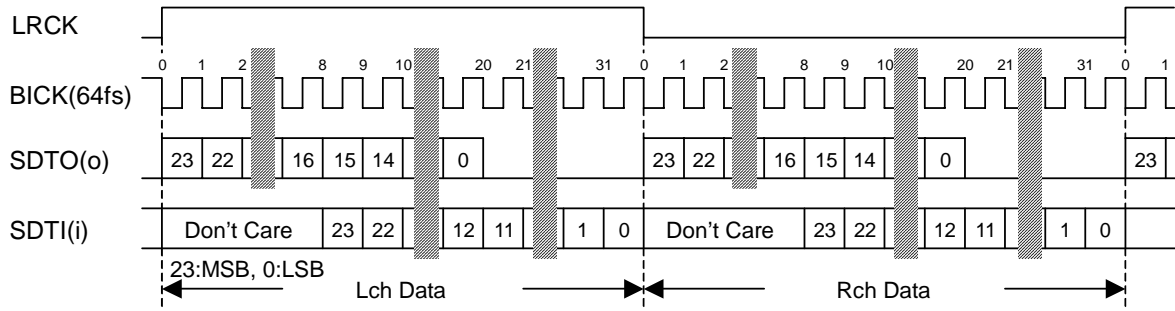 LRCK
0 1 2 8 9 10 20 21 31 0 1 2 8 9 10 20 21 31 0 1
BICK(64fs)
SDTO(o) 23 22 16 15 14 0 23 22 16 15 14 0 23
SDTI(i) Don't Care 23 22 12 11 1 0 Don't Care 23 22 12 11 1 0
23:MSB, 0:LSB
Lch Data Rch Data